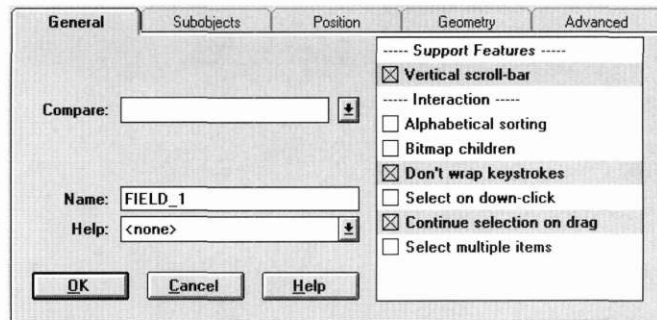 General Subobjects Position Geometry Advanced
----- Support Features -----
Vertical scroll-bar
----- Interaction -----
Compare:
Alphabetical sorting
Bitmap children
Don't wrap keystrokes
Name: FIELD_1
Select on down-click
Help: <none>
Continue selection on drag
Select multiple items
OK Cancel Help